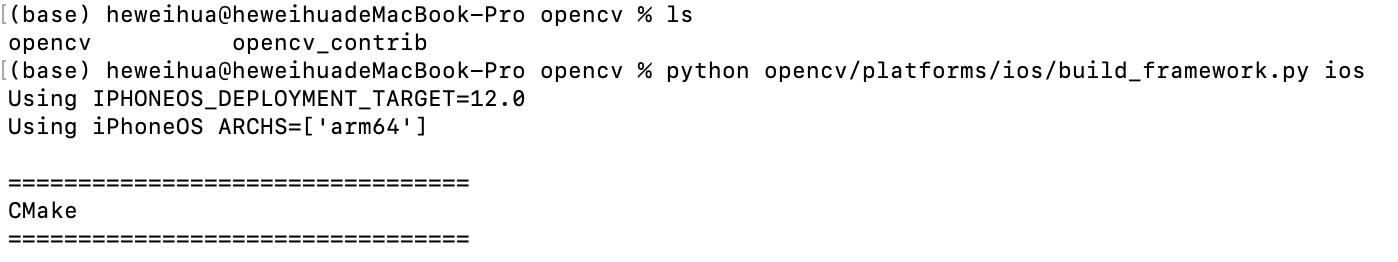 [(base) heweihua@heweihuadeMacBook-Pro opencv % ls
opencv          opencv_contrib
[(base) heweihua@heweihuadeMacBook-Pro opencv % python opencv/platforms/ios/build_framework.py ios
Using IPHONEOS_DEPLOYMENT_TARGET=12.0
Using iPhoneOS ARCHS=['arm64']
=================================
CMake
=================================